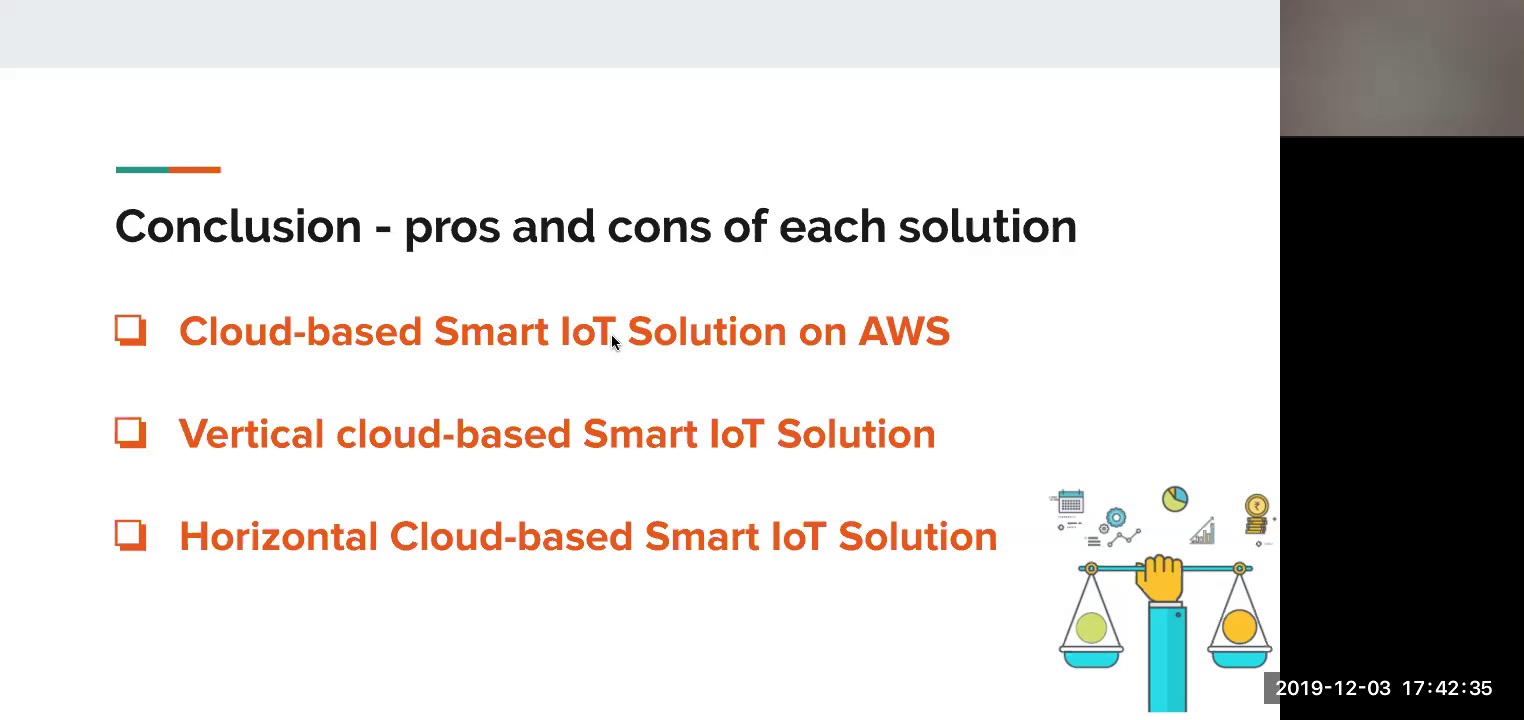 Conclusion - pros and cons of each solution
Cloud-based Smart IoT Solution on AWS
Vertical cloud-based Smart IoT Solution
Horizontal Cloud-based Smart IoT Solution
2019-12-03 17:42:35